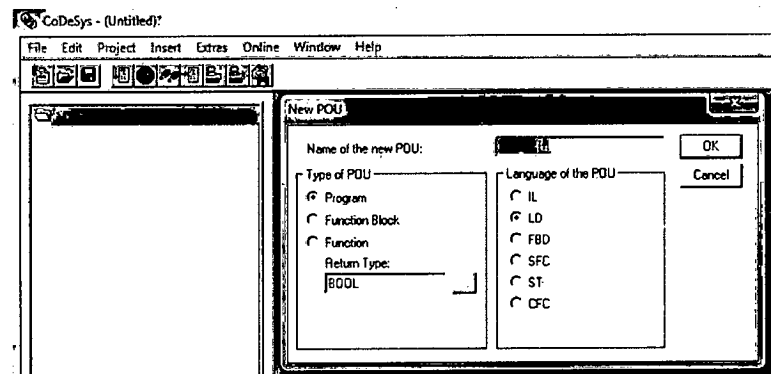 CoDeSys - (Untitled)*
File Edit Project Insert Extras Online Window Help
New POU
Name of the new POU:
OK
Cancel
Type of POU
Program
Function Block
Function
Return Type:
BOOL
...
Language of the POU
IL
LD
FBD
SFC
ST
CFC